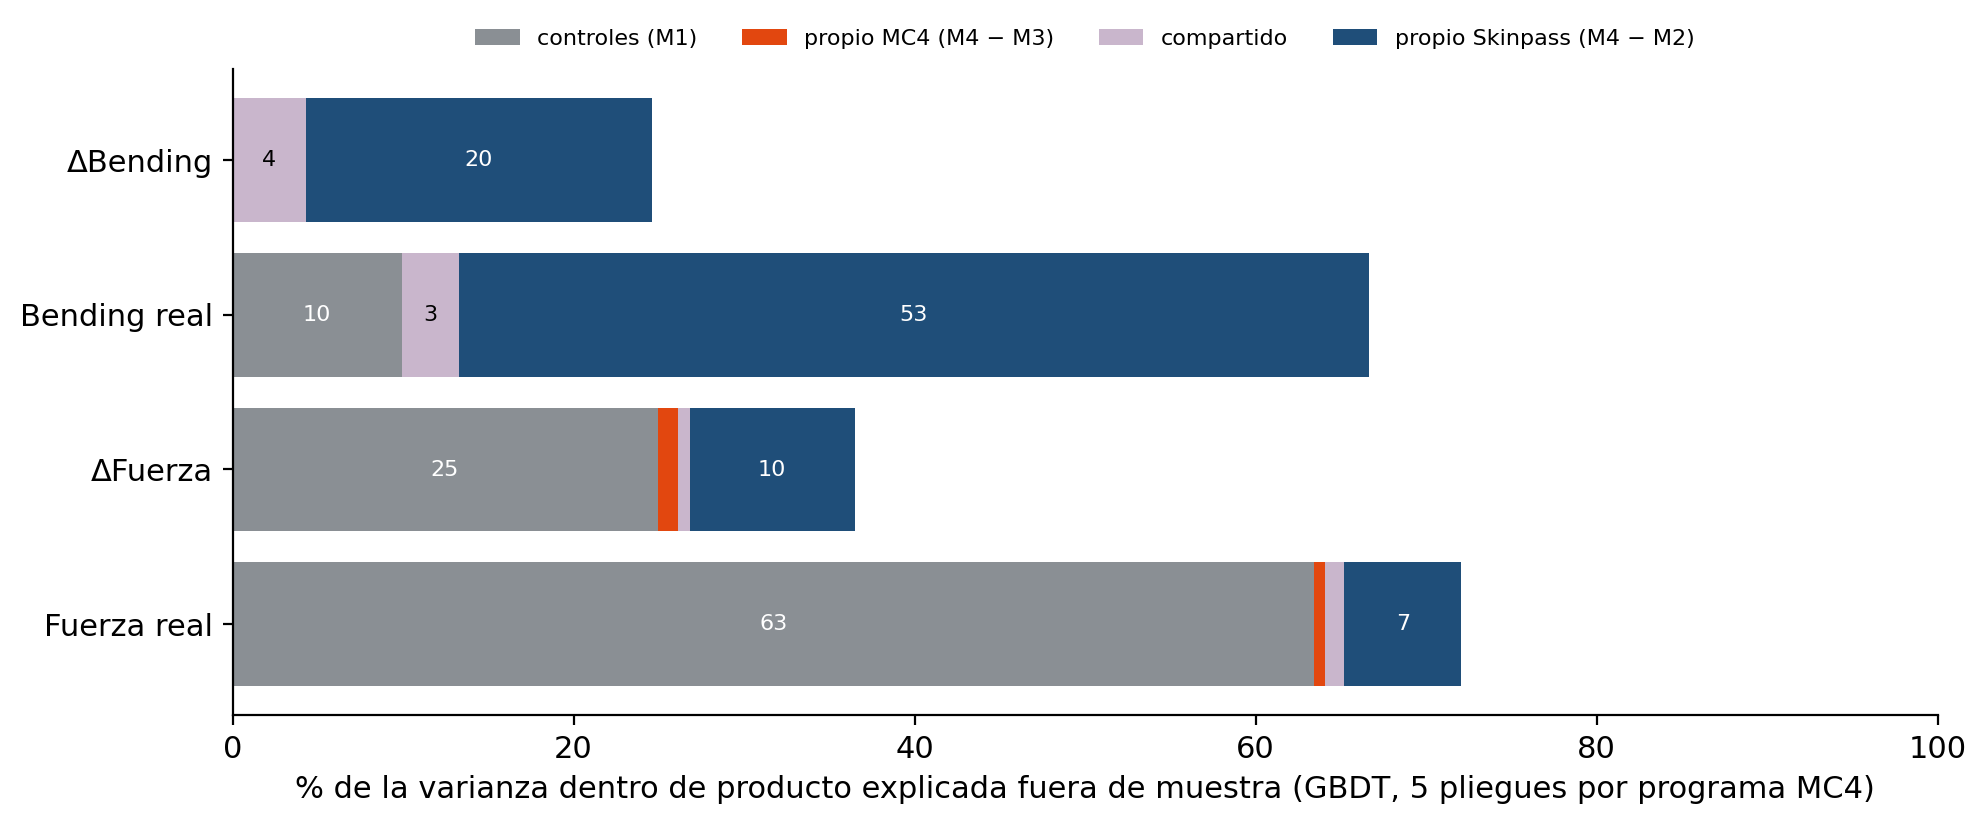 controles (M1) propio MC4 (M4 − M3) compartido propio Skinpass (M4 − M2)
ΔBending 4 20
Bending real 10 3 53
ΔFuerza 25 10
Fuerza real 63 7
0 20 40 60 80 100
% de la varianza dentro de producto explicada fuera de muestra (GBDT, 5 pliegues por programa MC4)